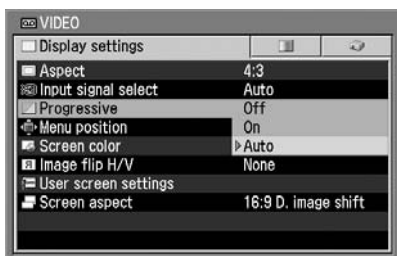 VIDEO
Display settings
Aspect 4:3
Input signal select Auto
Progressive Off
Menu position On
Screen color Auto
Image flip H/V None
User screen settings
Screen aspect 16:9 D. image shift